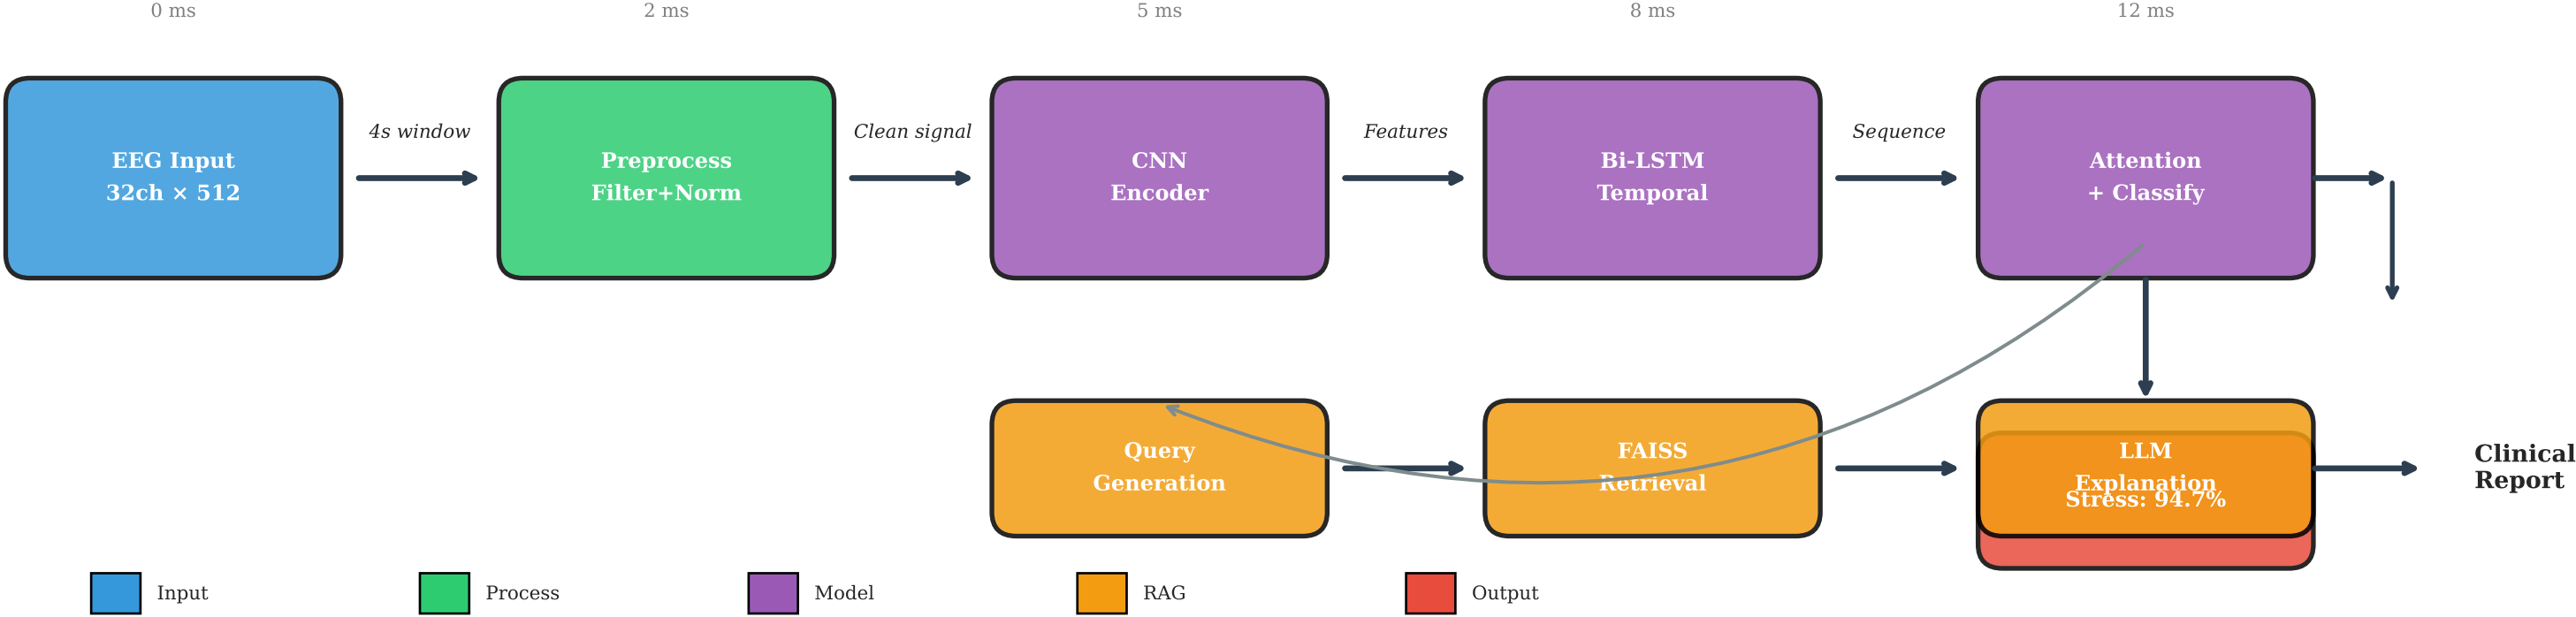 0 ms
2 ms
5 ms
8 ms
12 ms
EEG Input
32ch × 512
4s window
Preprocess
Filter+Norm
Clean signal
CNN
Encoder
Features
Bi-LSTM
Temporal
Sequence
Attention
+ Classify
Query
Generation
FAISS
Retrieval
LLM
Explanation
Stress: 94.7%
Clinical
Report
Input
Process
Model
RAG
Output